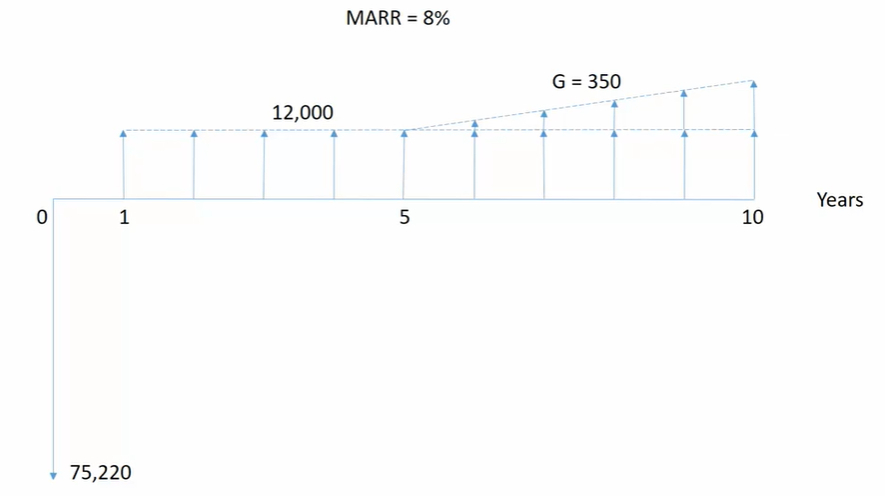 MARR = 8%
G = 350
12,000
Years
0
1
5
10
75,220